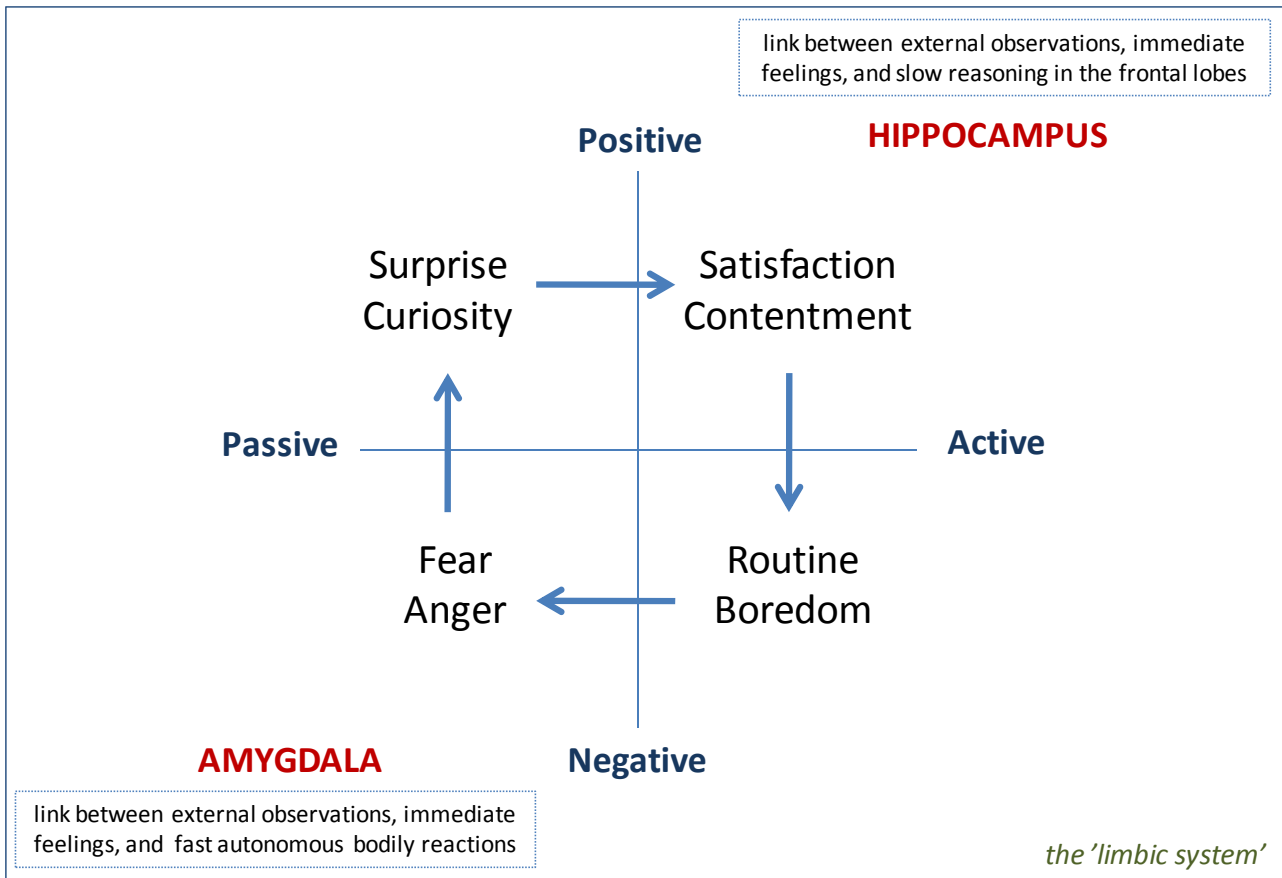 link between external observations, immediate
feelings, and slow reasoning in the frontal lobes
HIPPOCAMPUS
Positive
Surprise
Curiosity
Satisfaction
Contentment
Passive
Active
Fear
Anger
Routine
Boredom
AMYGDALA
Negative
link between external observations, immediate
feelings, and fast autonomous bodily reactions
the ’limbic system’